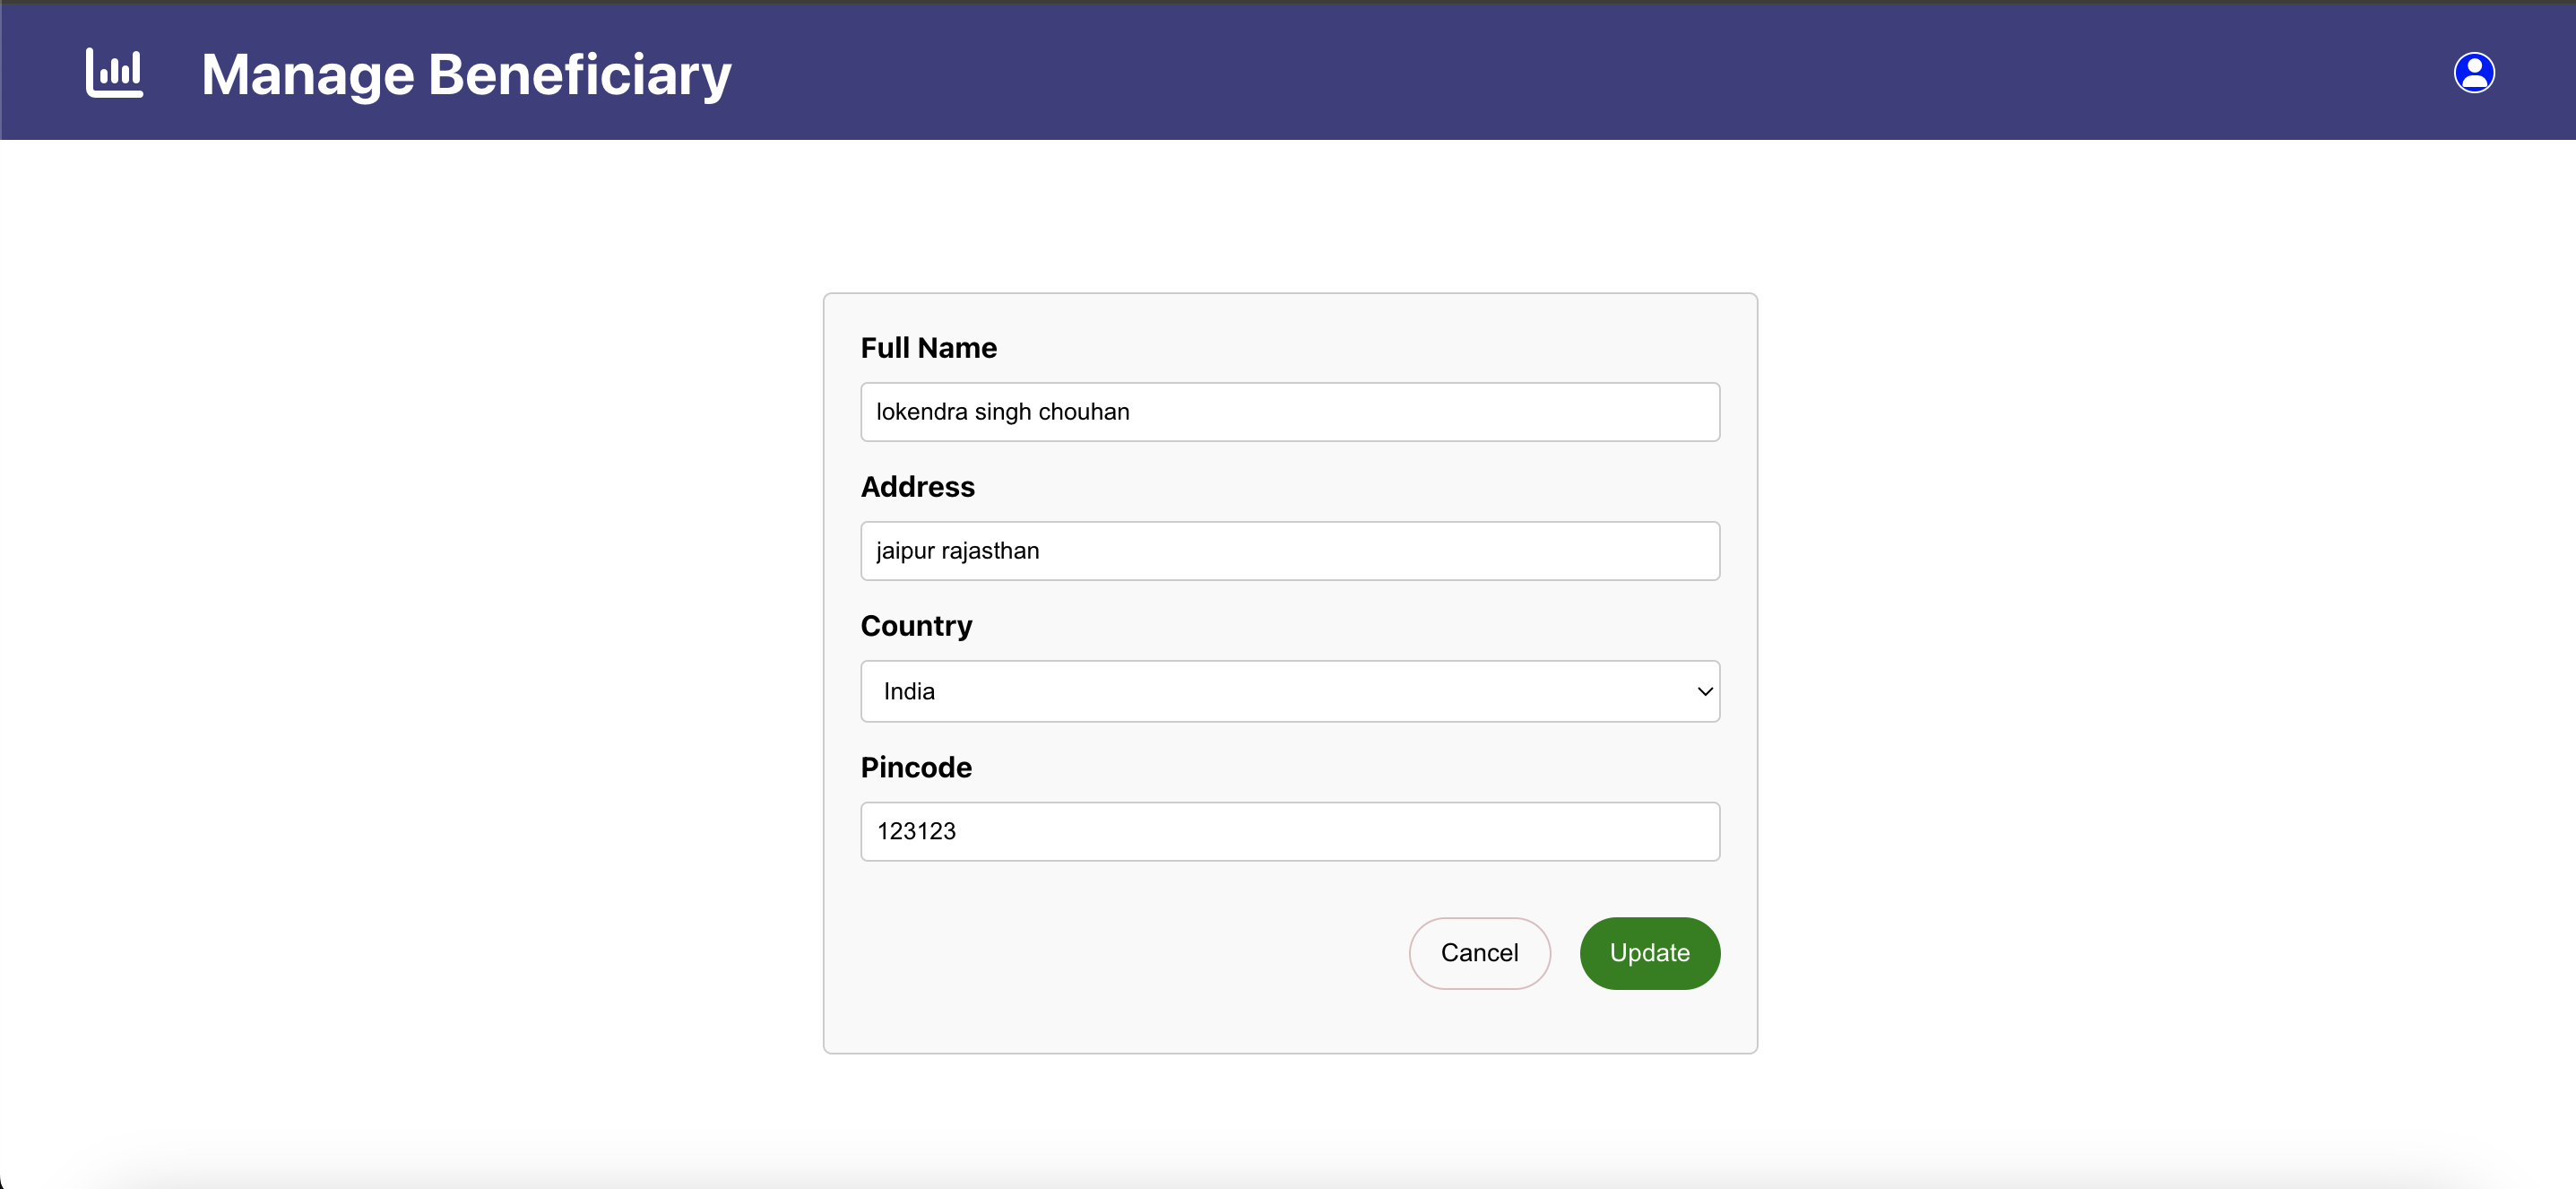 Manage Beneficiary
Full Name
lokendra singh chouhan
Address
jaipur rajasthan
Country
India
Pincode
123123
Cancel Update